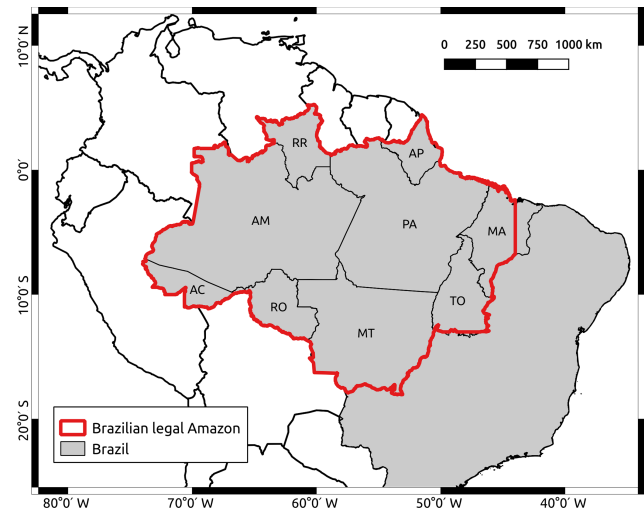 0 250 500 750 1000 km
10°0´ N
RR
AP
0°0´
AM
PA
MA
AC
10°0´ S
RO
TO
MT
20°0´ S
Brazilian legal Amazon
Brazil
80°0´ W 70°0´ W 60°0´ W 50°0´ W 40°0´ W